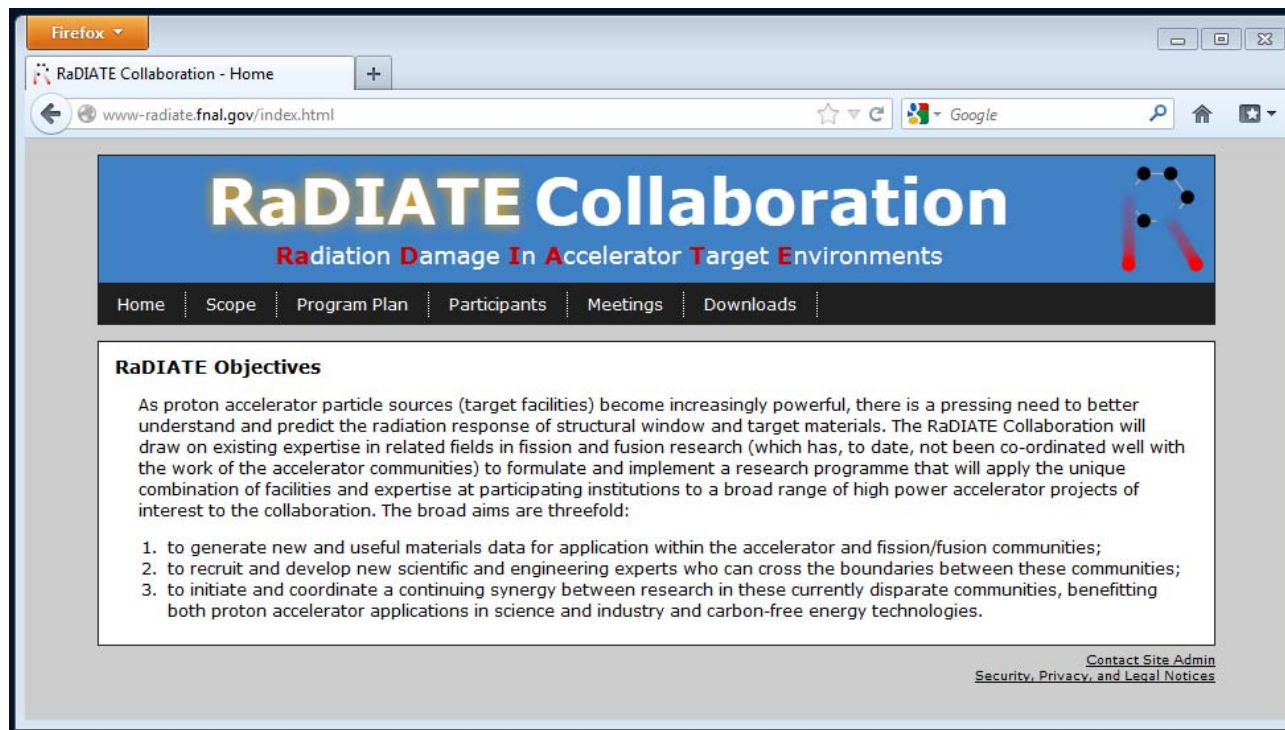 Firefox
RaDIATE Collaboration - Home
www-radiate.fnal.gov/index.html
Google
RaDIATE Collaboration
Radiation Damage In Accelerator Target Environments
Home Scope Program Plan Participants Meetings Downloads
RaDIATE Objectives
As proton accelerator particle sources (target facilities) become increasingly powerful, there is a pressing need to better
understand and predict the radiation response of structural window and target materials. The RaDIATE Collaboration will
draw on existing expertise in related fields in fission and fusion research (which has, to date, not been co-ordinated well with
the work of the accelerator communities) to formulate and implement a research programme that will apply the unique
combination of facilities and expertise at participating institutions to a broad range of high power accelerator projects of
interest to the collaboration. The broad aims are threefold:
1. to generate new and useful materials data for application within the accelerator and fission/fusion communities;
2. to recruit and develop new scientific and engineering experts who can cross the boundaries between these communities;
3. to initiate and coordinate a continuing synergy between research in these currently disparate communities, benefitting
both proton accelerator applications in science and industry and carbon-free energy technologies.
Contact Site Admin
Security, Privacy, and Legal Notices